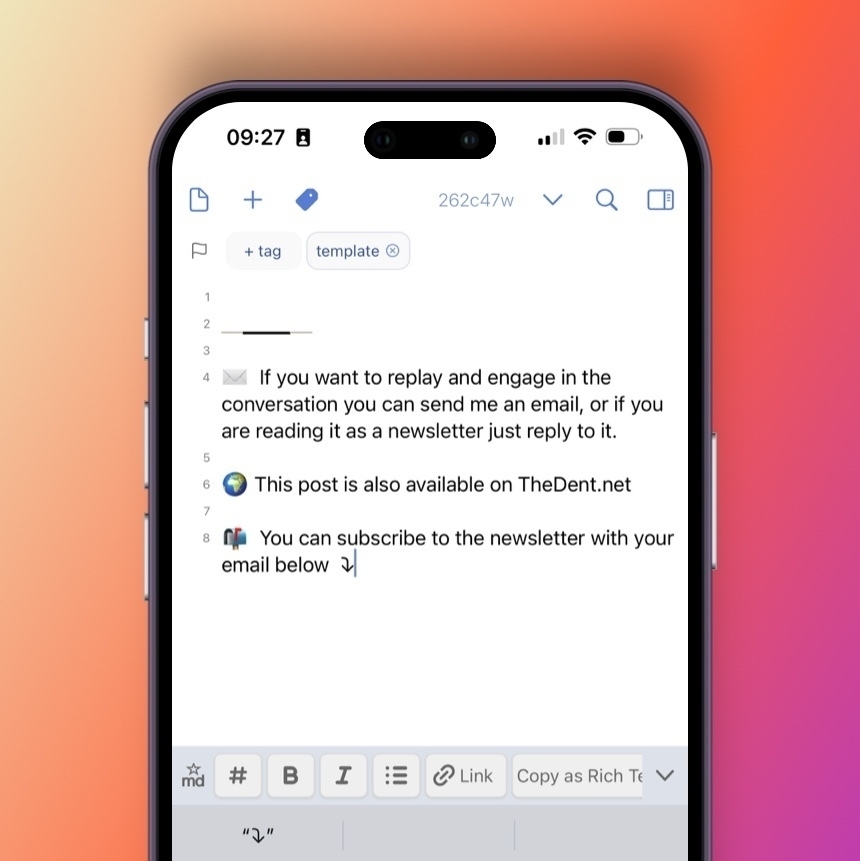 09:27
262c47w
+ tag template
1
2
3
4 ✉️ If you want to replay and engage in the
conversation you can send me an email, or if you
are reading it as a newsletter just reply to it.
5
6 🌍 This post is also available on TheDent.net
7
8 📬 You can subscribe to the newsletter with your
email below ⤵
md # B I Link Copy as Rich Te
“⤵”